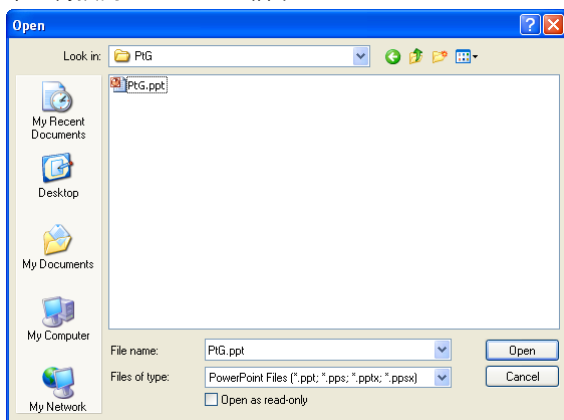 Open
Look in: PtG
PtG.ppt
My Recent
Documents
Desktop
My Documents
My Computer
My Network
File name: PtG.ppt Open
Files of type: PowerPoint Files (*.ppt; *.pps; *.pptx; *.ppsx) Cancel
Open as read-only